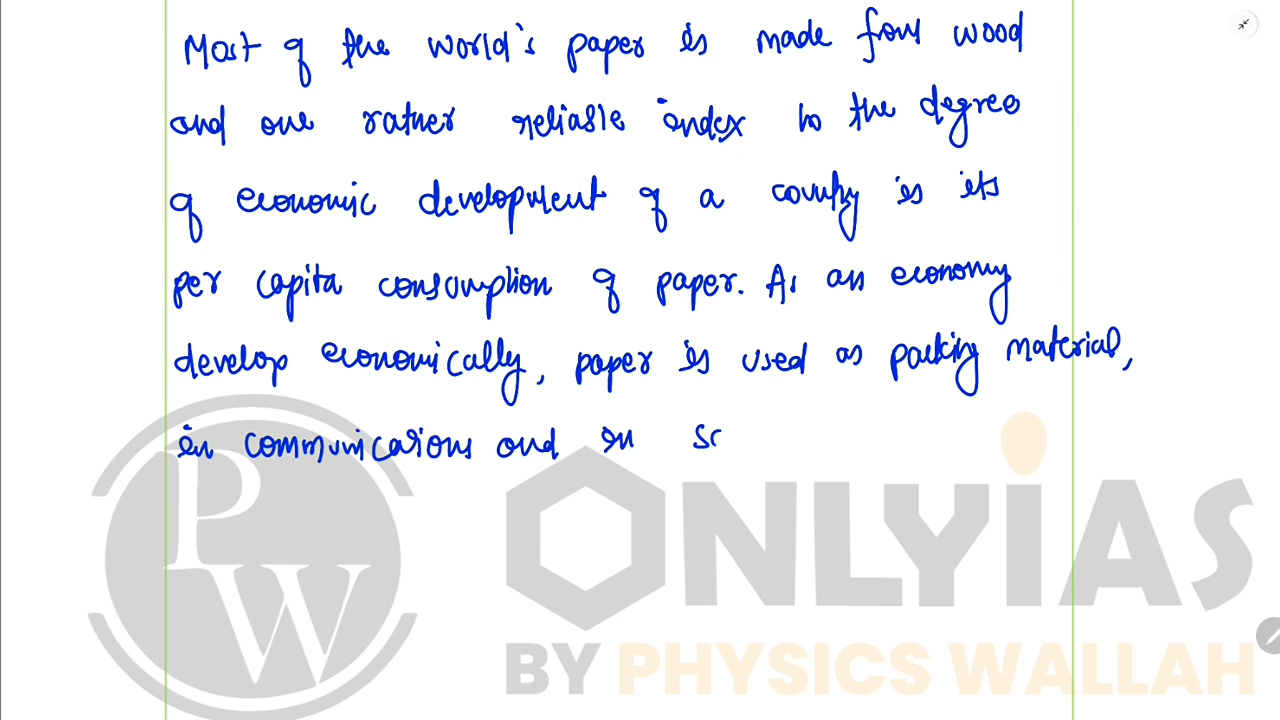 Most of the world's paper is made from wood
and one rather reliable index to the degree
of economic development of a country is its
per capita consumption of paper. As an economy
develop economically, paper is used as packing material,
in communications and in sc
PW
ONLYIAS
BY PHYSICS WALLAH